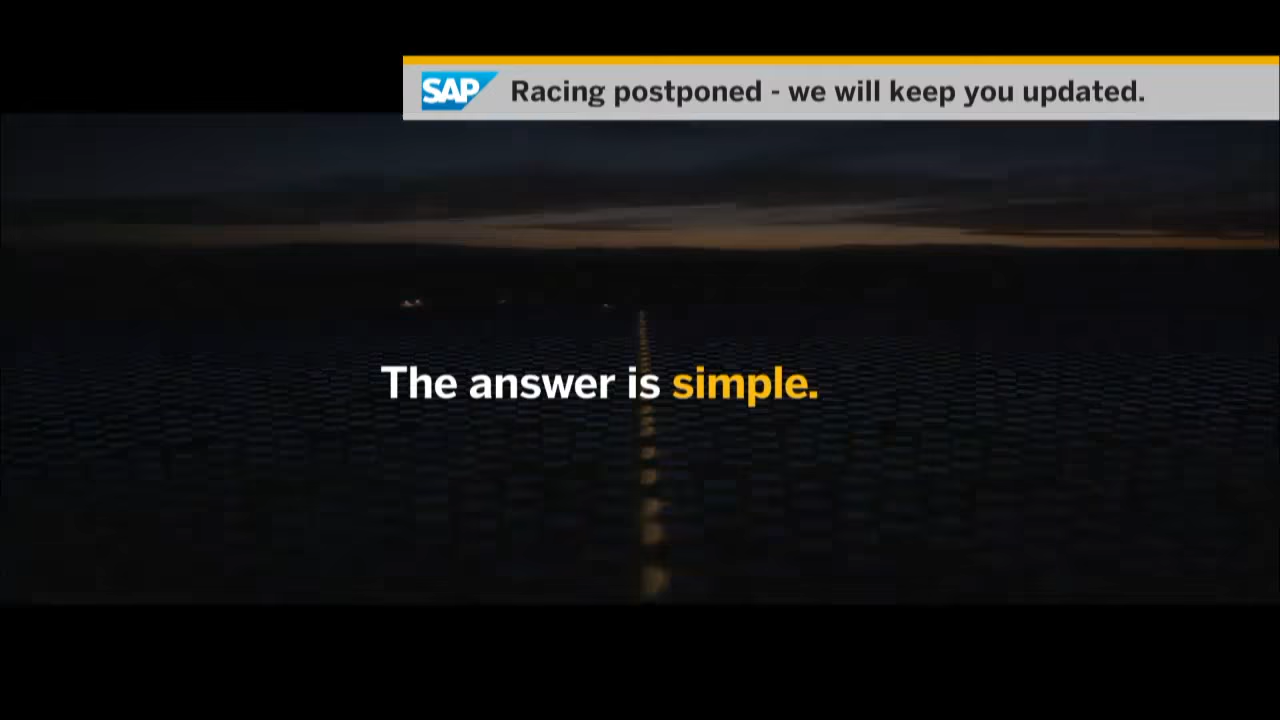 SAP Racing postponed - we will keep you updated.
The answer is simple.